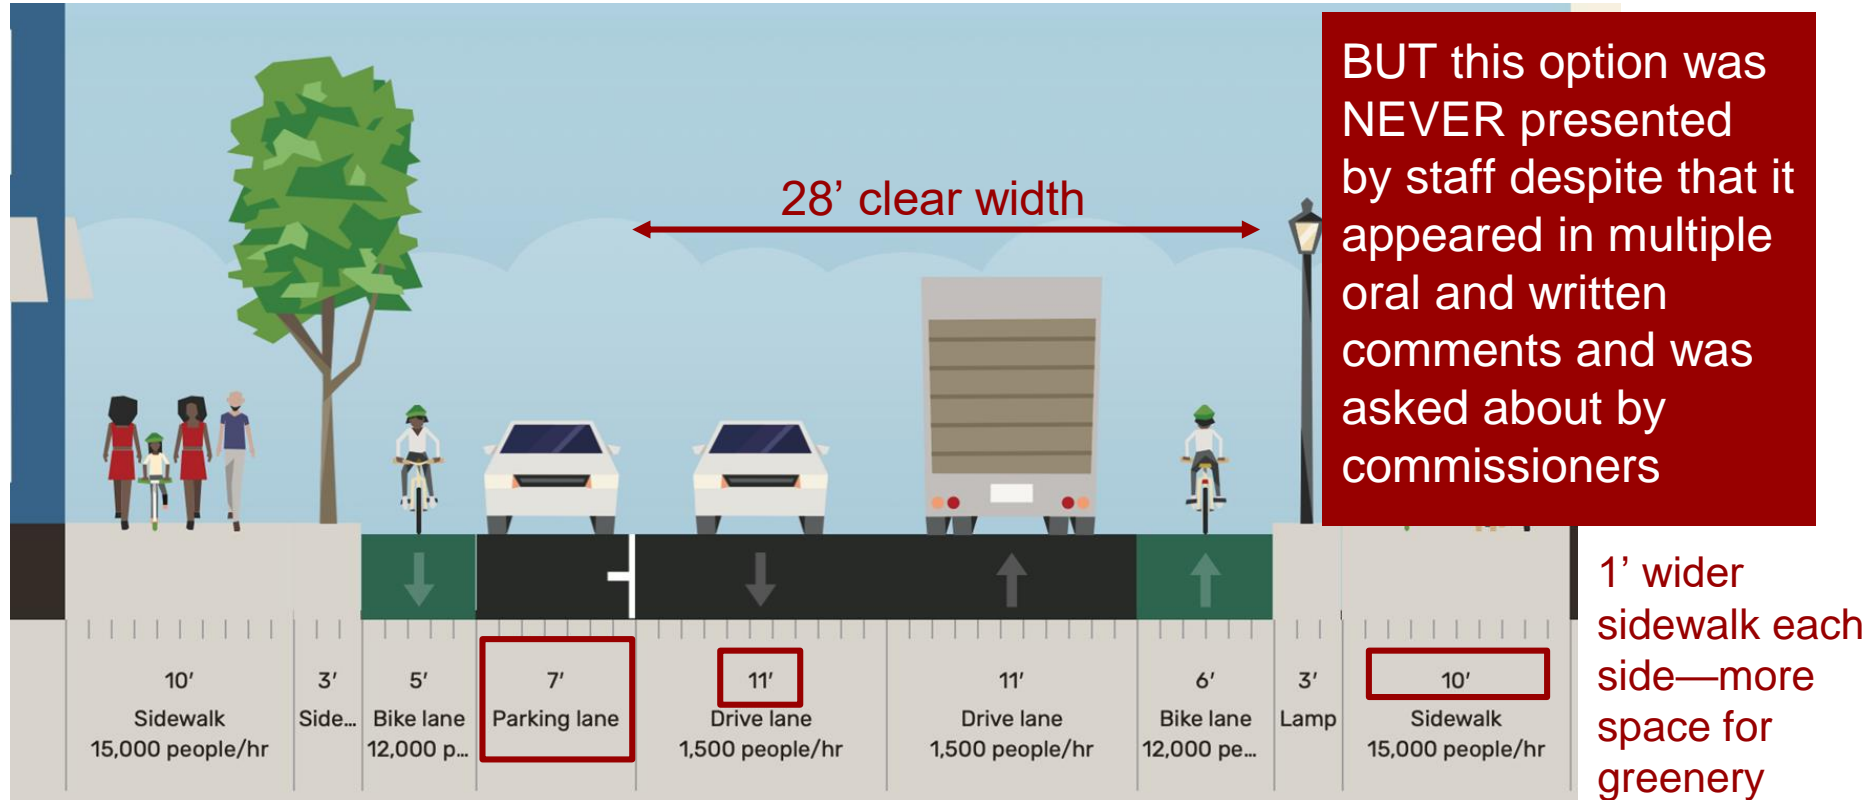 BUT this option was
NEVER presented
by staff despite that it
appeared in multiple
oral and written
comments and was
asked about by
commissioners
28’ clear width
1’ wider
sidewalk each
side—more
space for
greenery
10′
Sidewalk
15,000 people/hr
3′
Side...
5′
Bike lane
12,000 p...
7′
Parking lane
11′
Drive lane
1,500 people/hr
11′
Drive lane
1,500 people/hr
6′
Bike lane
12,000 pe...
3′
Lamp
10′
Sidewalk
15,000 people/hr